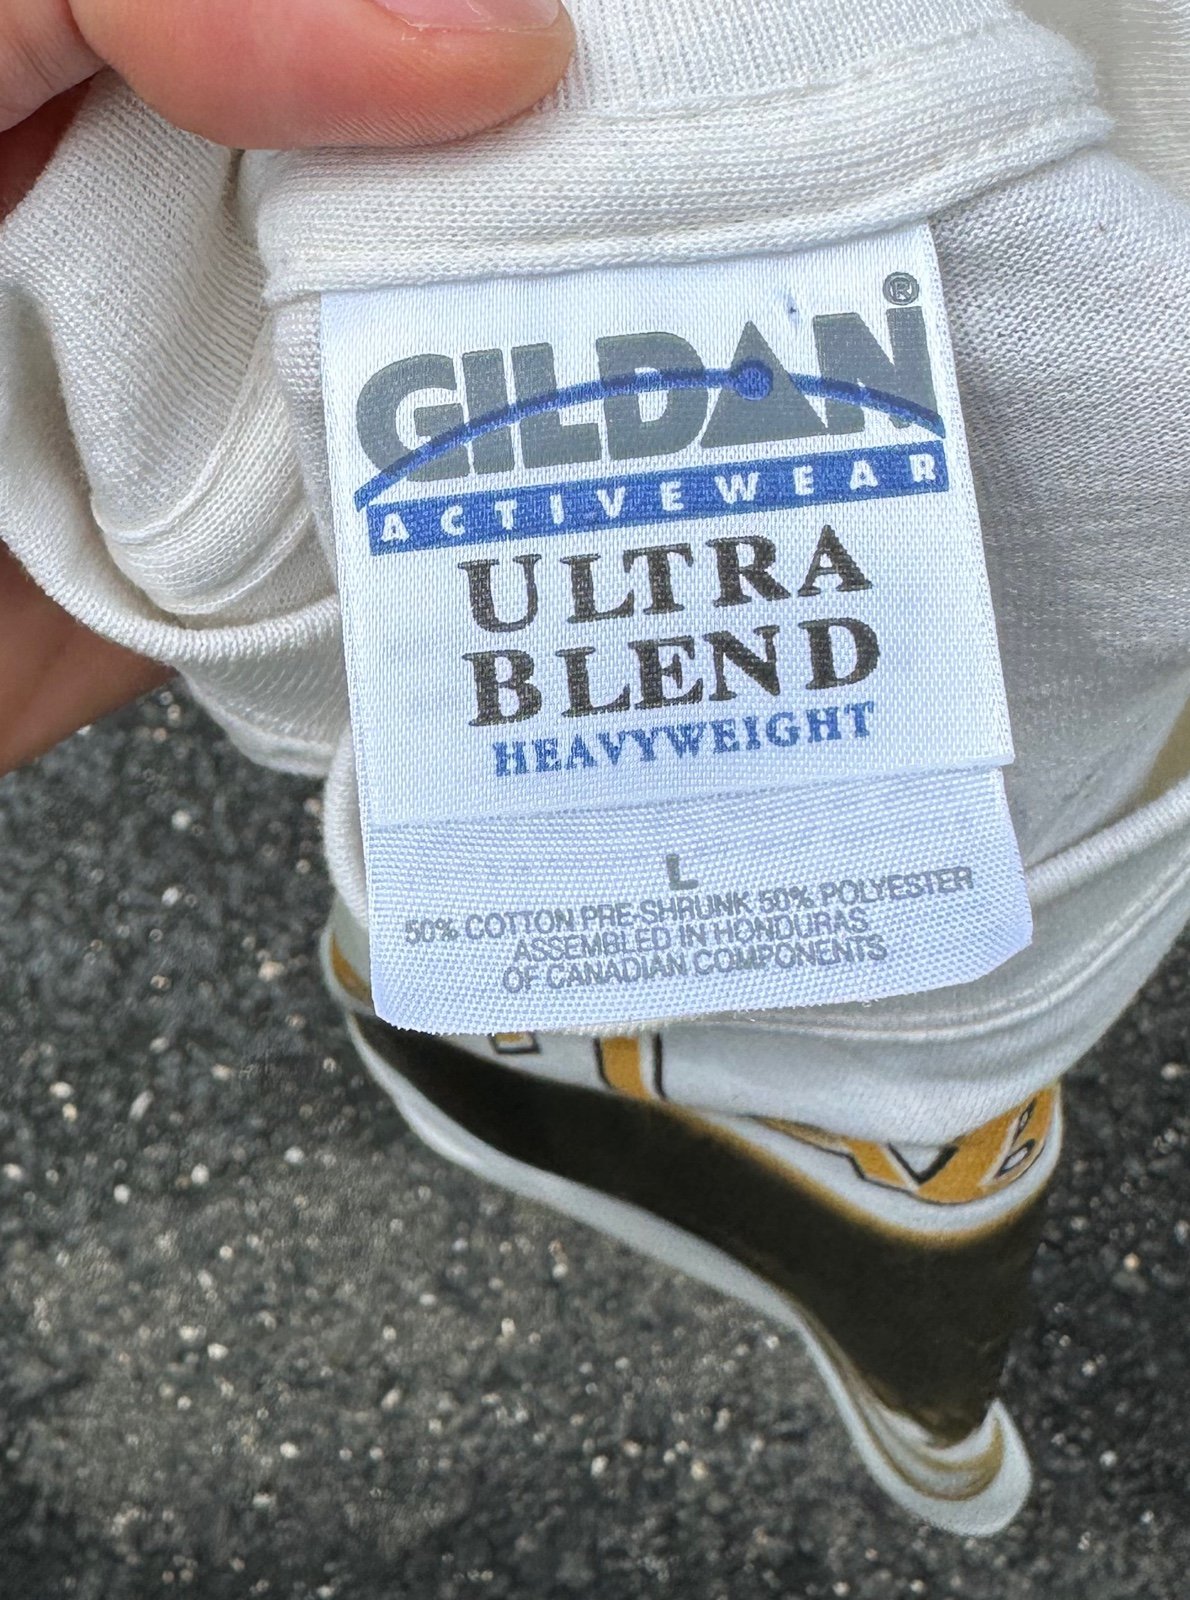 GILDAN®
ACTIVEWEAR
ULTRA
BLEND
HEAVYWEIGHT
L
50% COTTON PRE-SHRUNK 50% POLYESTER
ASSEMBLED IN HONDURAS
OF CANADIAN COMPONENTS